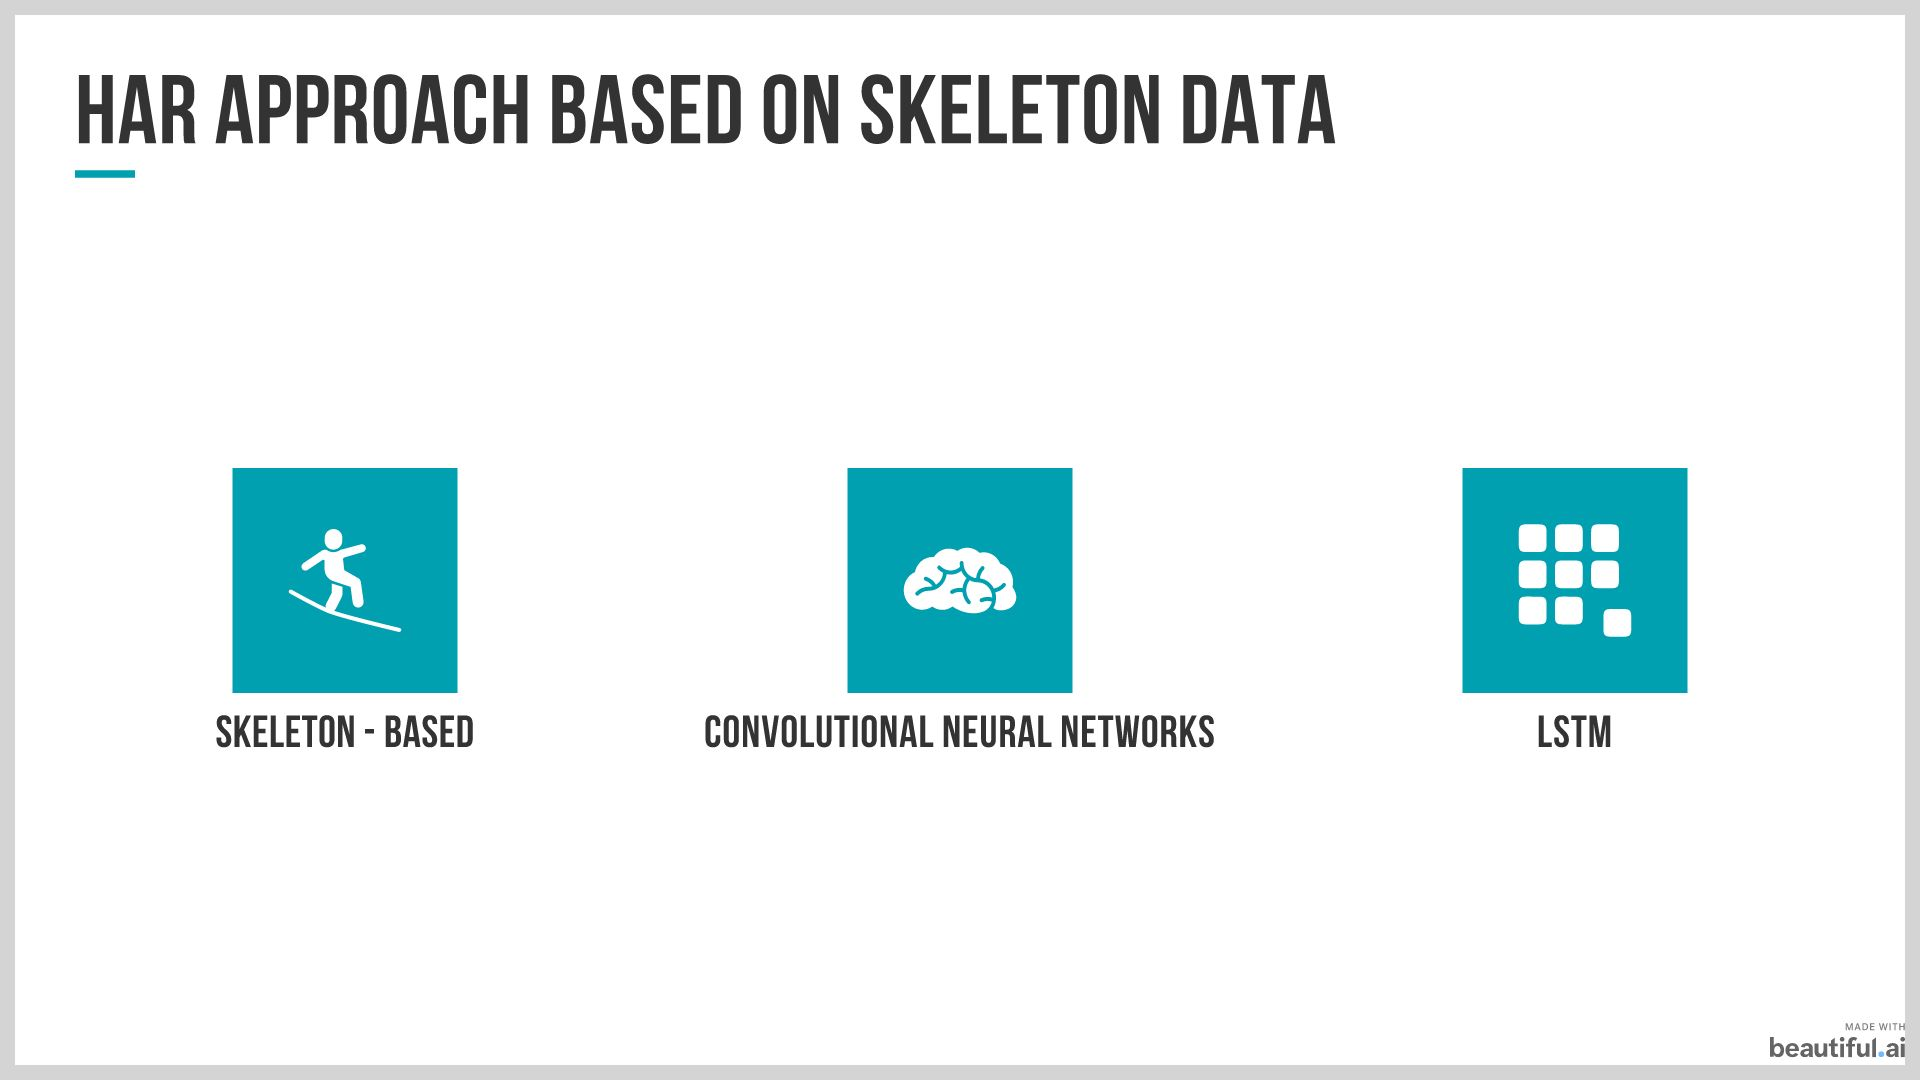 HAR APPROACH BASED ON SKELETON DATA
SKELETON - BASED
CONVOLUTIONAL NEURAL NETWORKS
LSTM
MADE WITH
beautiful.ai